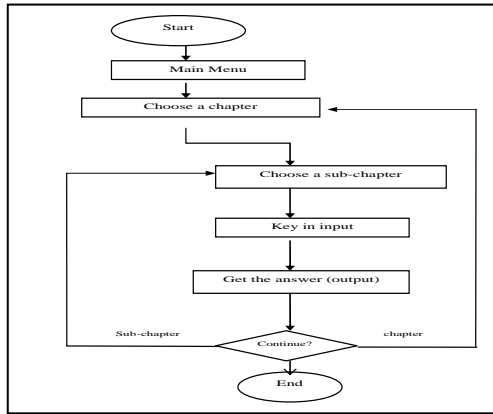 Start
Main Menu
Choose a chapter
Choose a sub-chapter
Key in input
Get the answer (output)
Sub-chapter
Continue?
chapter
End